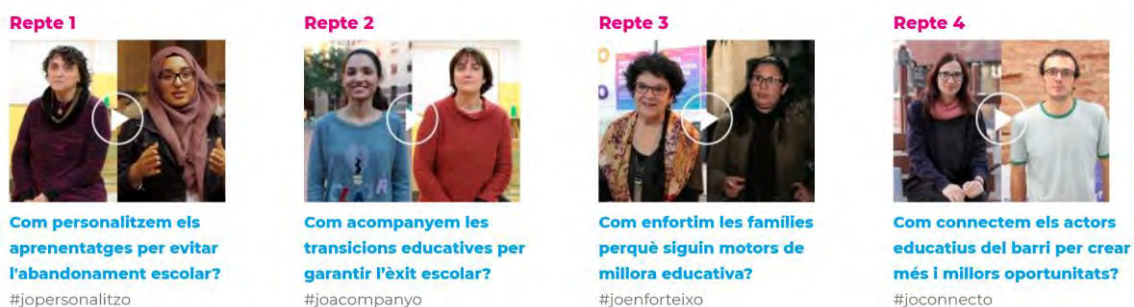 Repte 1
Com personalitzem els
aprenentatges per evitar
l'abandonament escolar?
#jopersonalitzo
Repte 2
Com acompanyem les
transicions educatives per
garantir l'èxit escolar?
#joacompanyo
Repte 3
Com enfortim les famílies
perquè siguin motors de
millora educativa?
#joenforteixo
Repte 4
Com connectem els actors
educatius del barri per crear
més i millors oportunitats?
#joconnecto